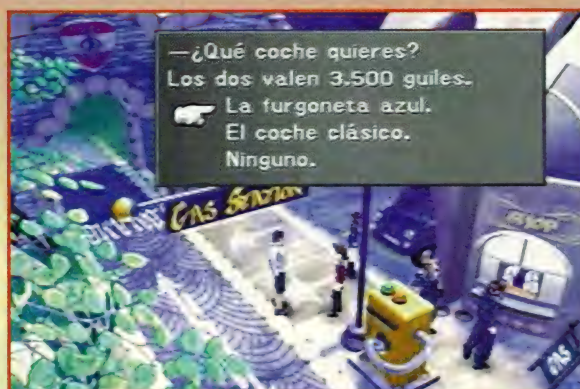 —¿Qué coche quieres?
Los dos valen 3.500 guiles.
La furgoneta azul.
El coche clásico.
Ninguno.
GAS STATION
SHOP
GAS